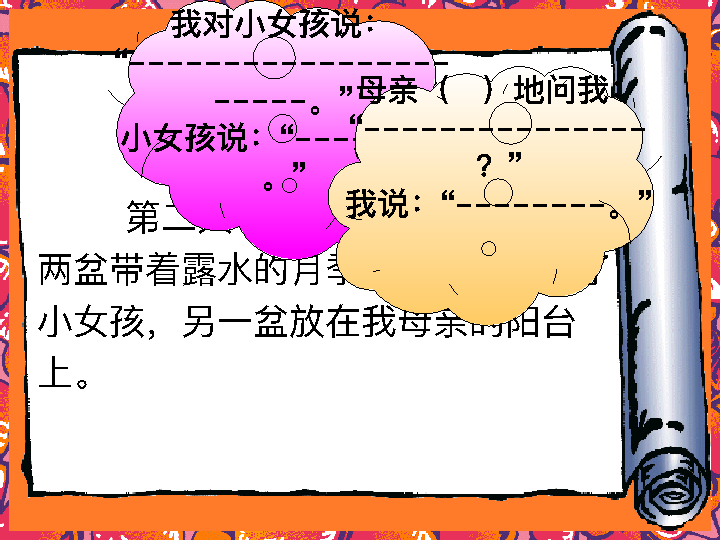 我对小女孩说：
“-----------------
-----。”
小女孩说：“----
。”
母亲（ ）地问我
“---------------
？”
我说：“--------。”
第二
两盆带着露水的月季
小女孩，另一盆放在我母亲的阳台
上。